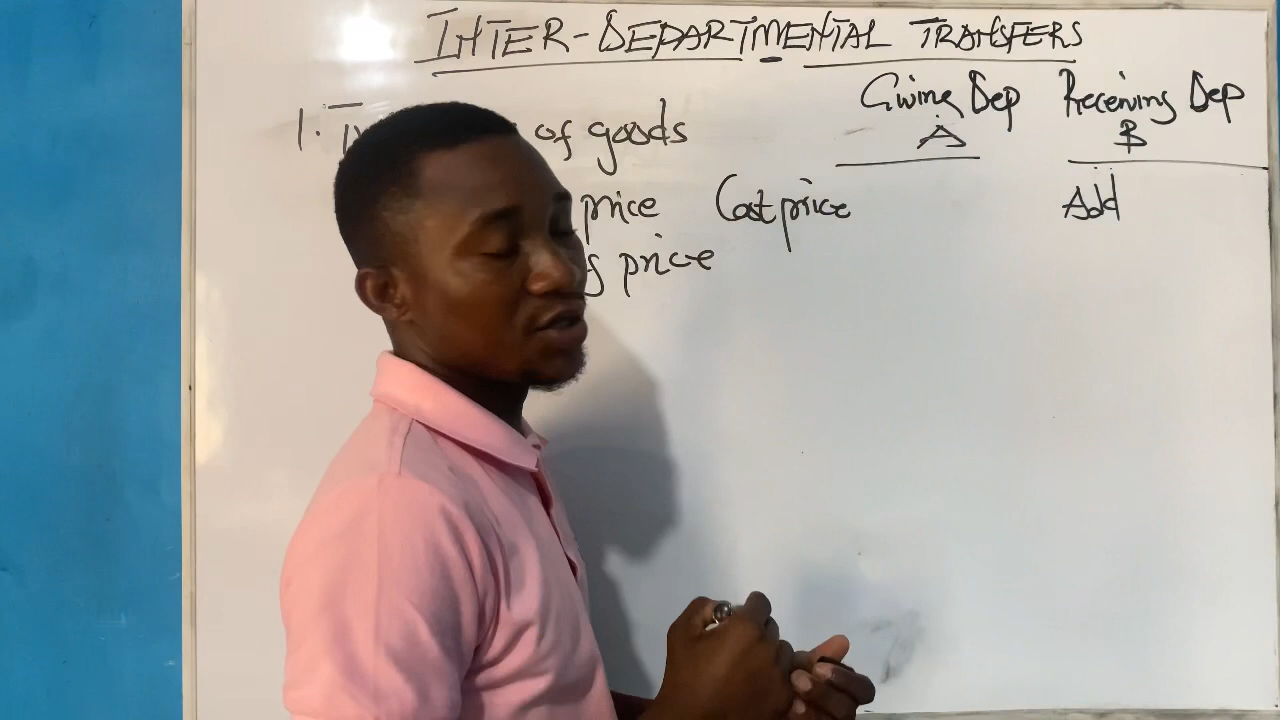 INTER-DEPARTMENTAL TRANSFERS
Giving Dep Receiving Dep
A B
1. of goods
price Cost price Add
price